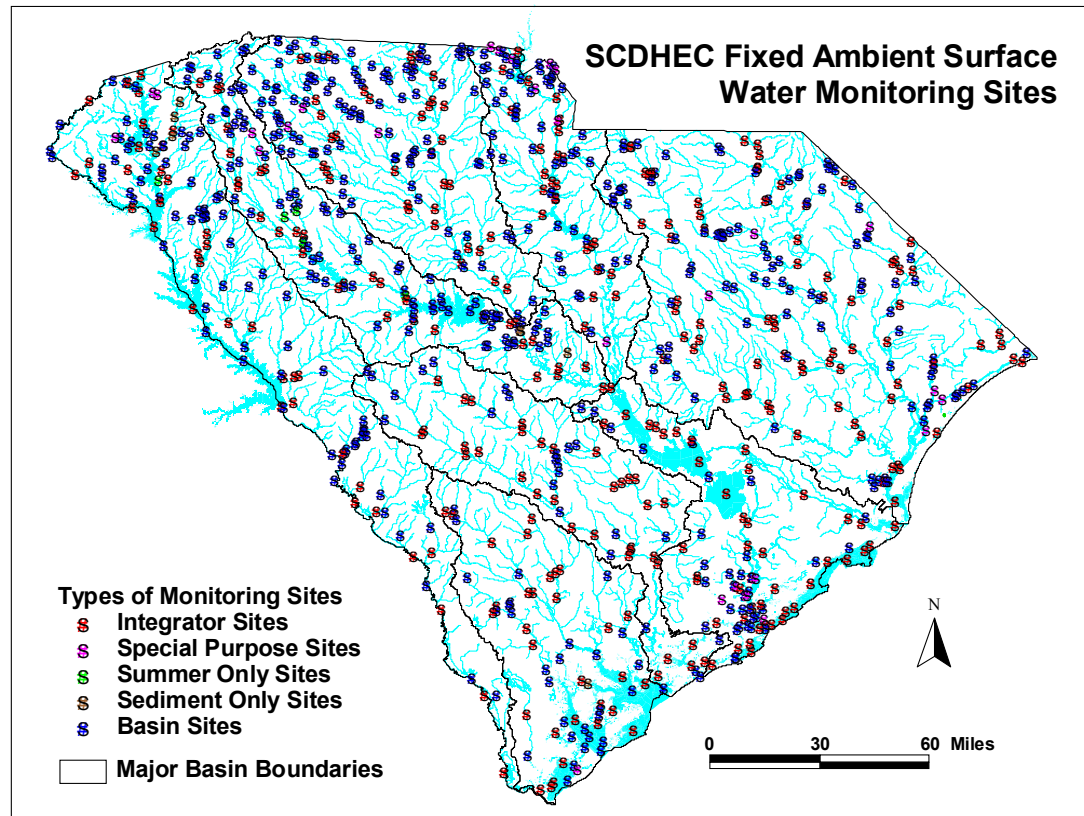 SCDHEC Fixed Ambient Surface
Water Monitoring Sites
Types of Monitoring Sites
S Integrator Sites
S Special Purpose Sites
S Summer Only Sites
S Sediment Only Sites
S Basin Sites
Major Basin Boundaries
N
0 30 60 Miles